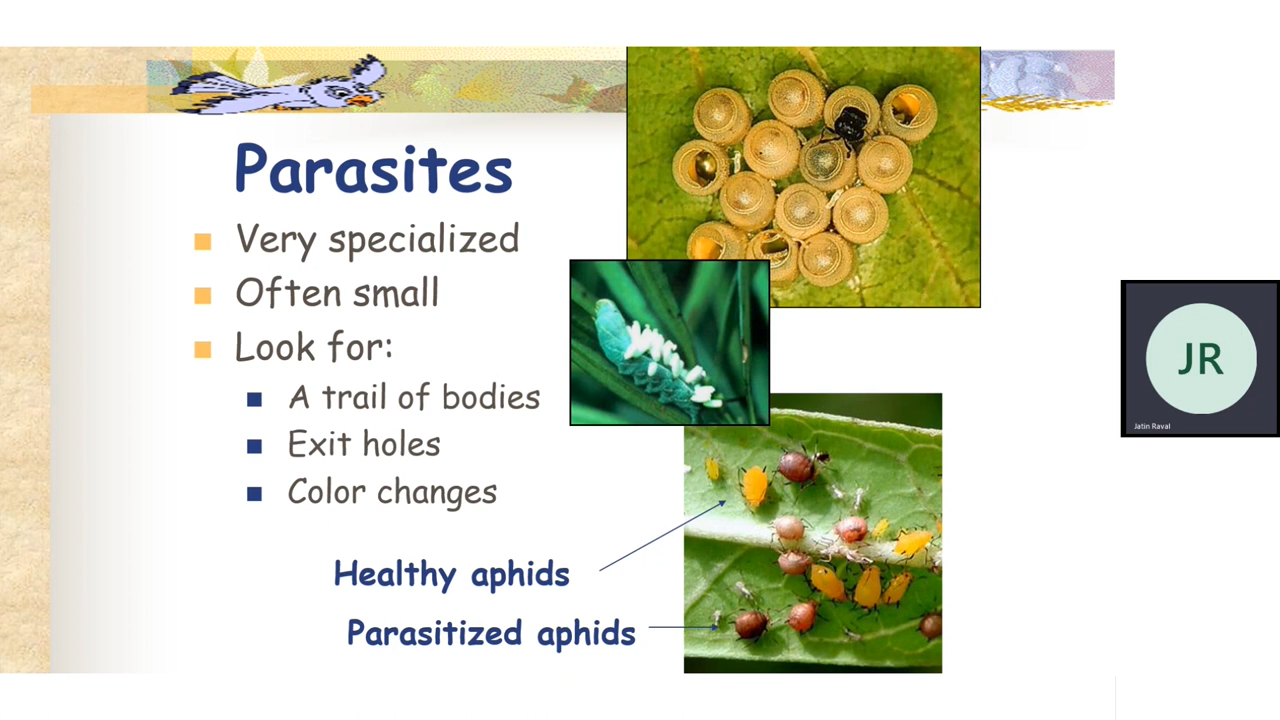 Parasites
Very specialized
Often small
Look for:
A trail of bodies
Exit holes
Color changes
Healthy aphids
Parasitized aphids
JR
Jatin Raval